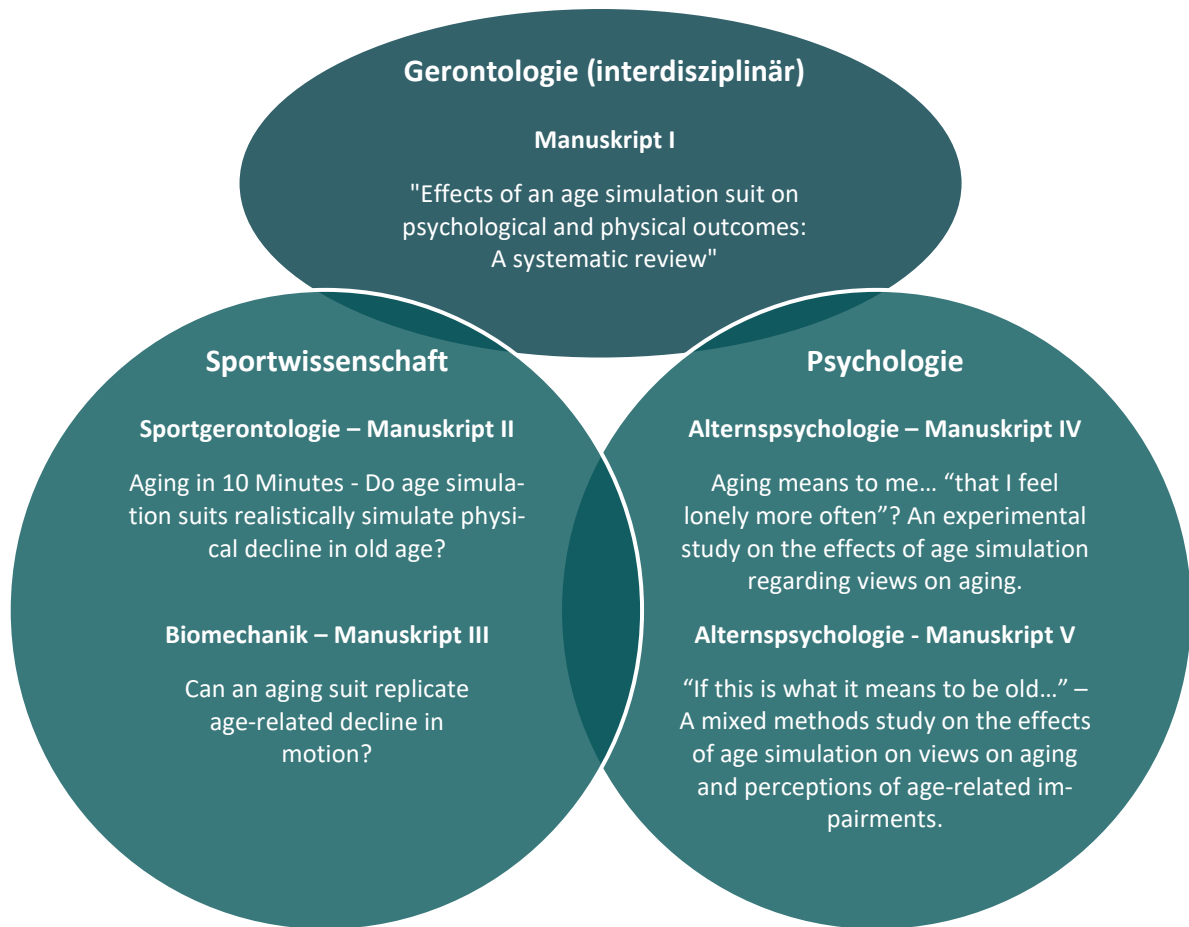 Gerontologie (interdisziplinär)
Manuskript I
"Effects of an age simulation suit on
psychological and physical outcomes:
A systematic review"
Sportwissenschaft
Sportgerontologie – Manuskript II
Aging in 10 Minutes - Do age simula-
tion suits realistically simulate physi-
cal decline in old age?
Biomechanik – Manuskript III
Can an aging suit replicate
age-related decline in
motion?
Psychologie
Alternspsychologie – Manuskript IV
Aging means to me… “that I feel
lonely more often”? An experimental
study on the effects of age simulation
regarding views on aging.
Alternspsychologie - Manuskript V
“If this is what it means to be old…” –
A mixed methods study on the effects
of age simulation on views on aging
and perceptions of age-related im-
pairments.